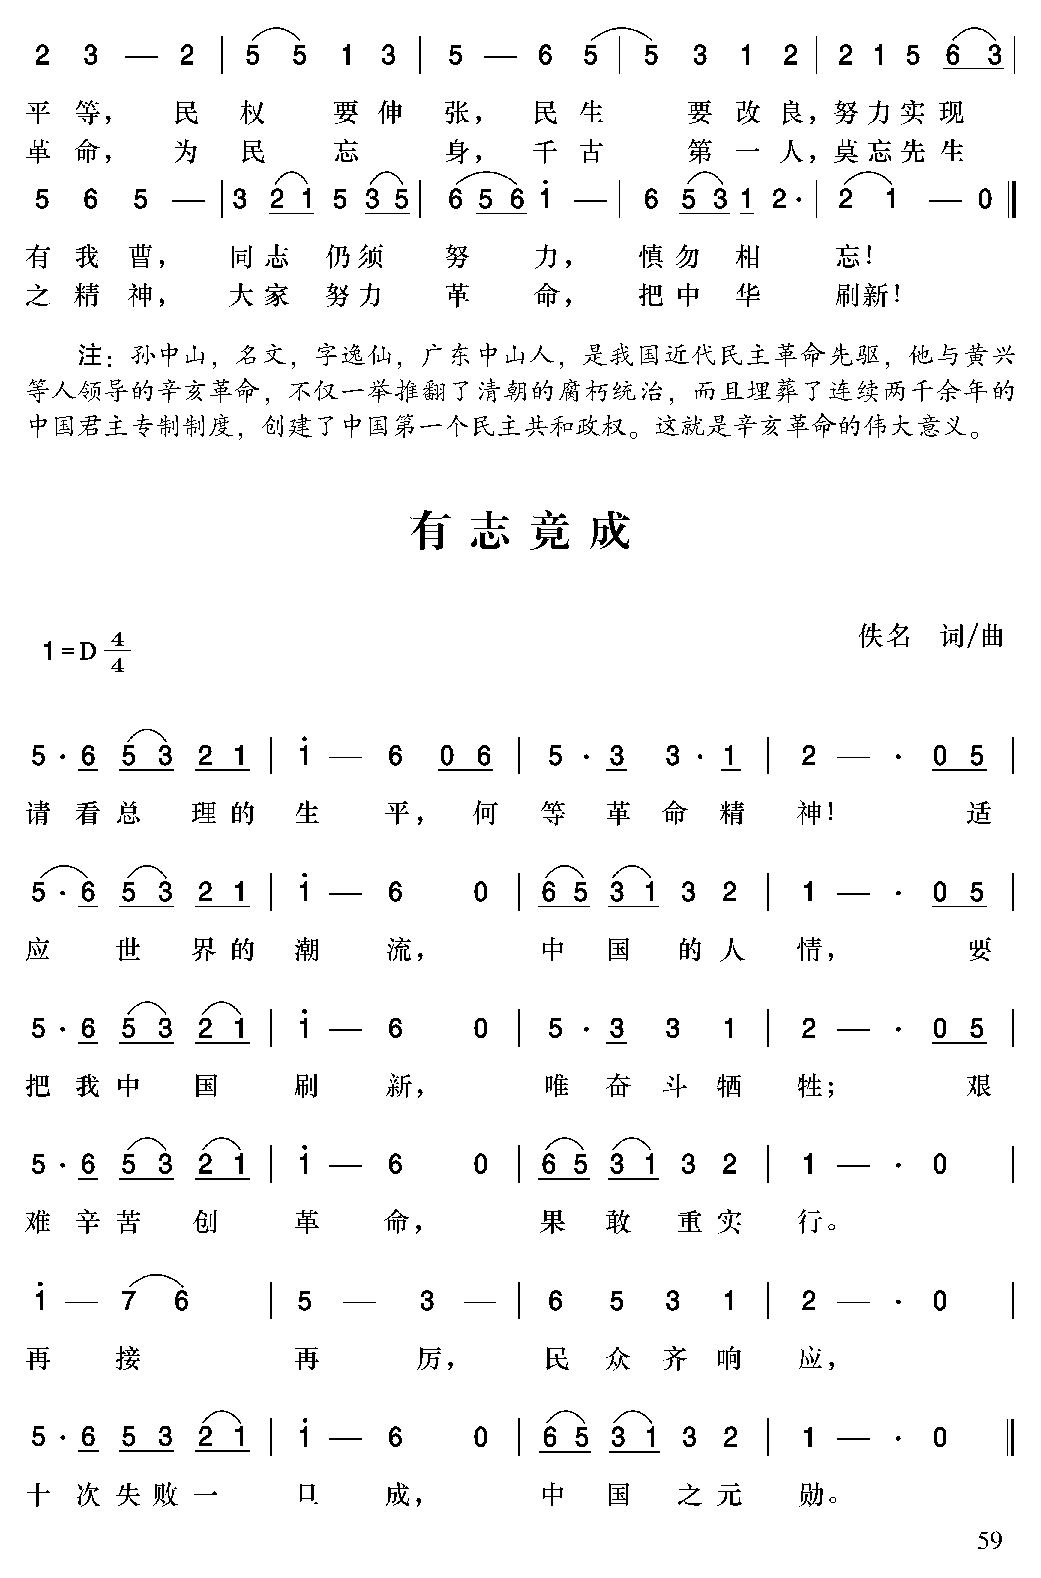 2 3 — 2 | 5 5 1 3 | 5 — 6 5 | 5 3 1 2 | 2 1 5 6 3 |
平 等， 民 权 要 伸 张， 民 生 要 改 良，努 力 实 现
革 命， 为 民 忘 身， 千 古 第 一 人，莫 忘 先 生
5 6 5 — | 3 2 1 5 3 5 | 6 5 6 i — | 6 5 3 1 2 · | 2 1 — 0 ‖
有 我 曹， 同 志 仍 须 努 力， 慎 勿 相 忘！
之 精 神， 大 家 努 力 革 命， 把 中 华 刷 新！
注：孙中山，名文，字逸仙，广东中山人，是我国近代民主革命先驱，他与黄兴
等人领导的辛亥革命，不仅一举推翻了清朝的腐朽统治，而且埋葬了连续两千余年的
中国君主专制制度，创建了中国第一个民主共和政权。这就是辛亥革命的伟大意义。
有志竟成
1=D 4/4
佚名 词/曲
5 · 6 5 3 2 1 | i — 6 0 6 | 5 · 3 3 · 1 | 2 — · 0 5 |
请 看 总 理 的 生 平， 何 等 革 命 精 神！ 适
5 · 6 5 3 2 1 | i — 6 0 | 6 5 3 1 3 2 | 1 — · 0 5 |
应 世 界 的 潮 流， 中 国 的 人 情， 要
5 · 6 5 3 2 1 | i — 6 0 | 5 · 3 3 1 | 2 — · 0 5 |
把 我 中 国 刷 新， 唯 奋 斗 牺 牲； 艰
5 · 6 5 3 2 1 | i — 6 0 | 6 5 3 1 3 2 | 1 — · 0 |
难 辛 苦 创 革 命， 果 敢 重 实 行。
i — 7 6 | 5 — 3 — | 6 5 3 1 | 2 — · 0 |
再 接 再 厉， 民 众 齐 响 应，
5 · 6 5 3 2 1 | i — 6 0 | 6 5 3 1 3 2 | 1 — · 0 ‖
十 次 失 败 一 口 成， 中 国 之 元 勋。
59